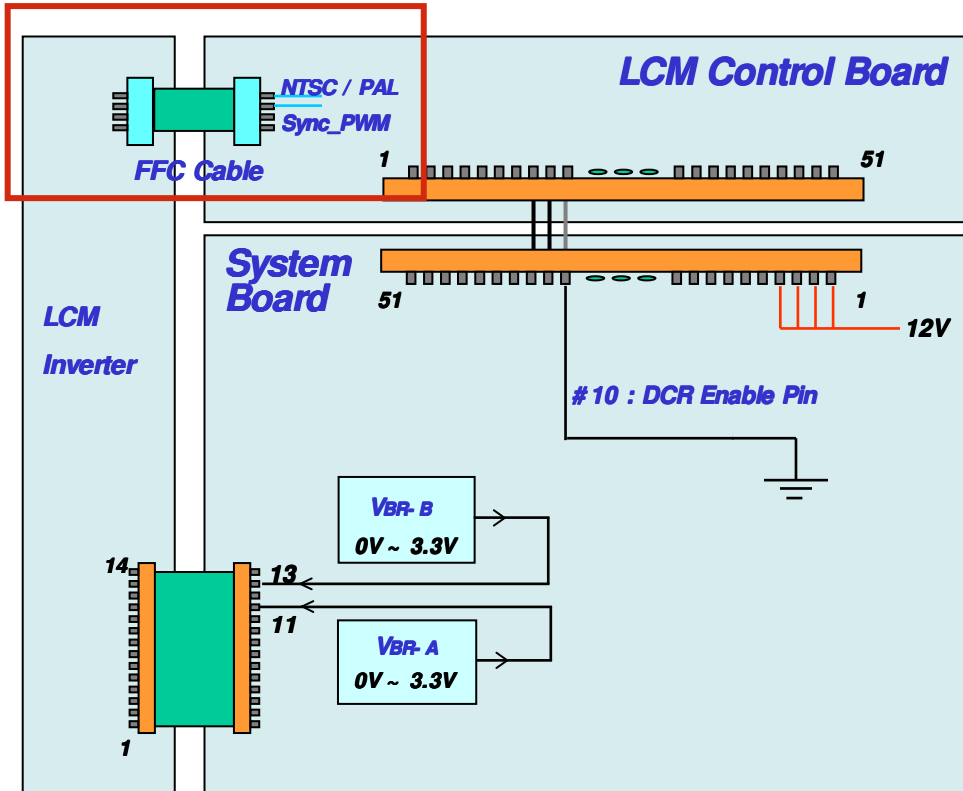 LCM Control Board
NTSC / PAL
Sync_PWM
FFC Cable
1
51
System
Board
51
1
12V
LCM
Inverter
# 10 : DCR Enable Pin
VBR- B
0V ~ 3.3V
14
13
11
VBR- A
0V ~ 3.3V
1